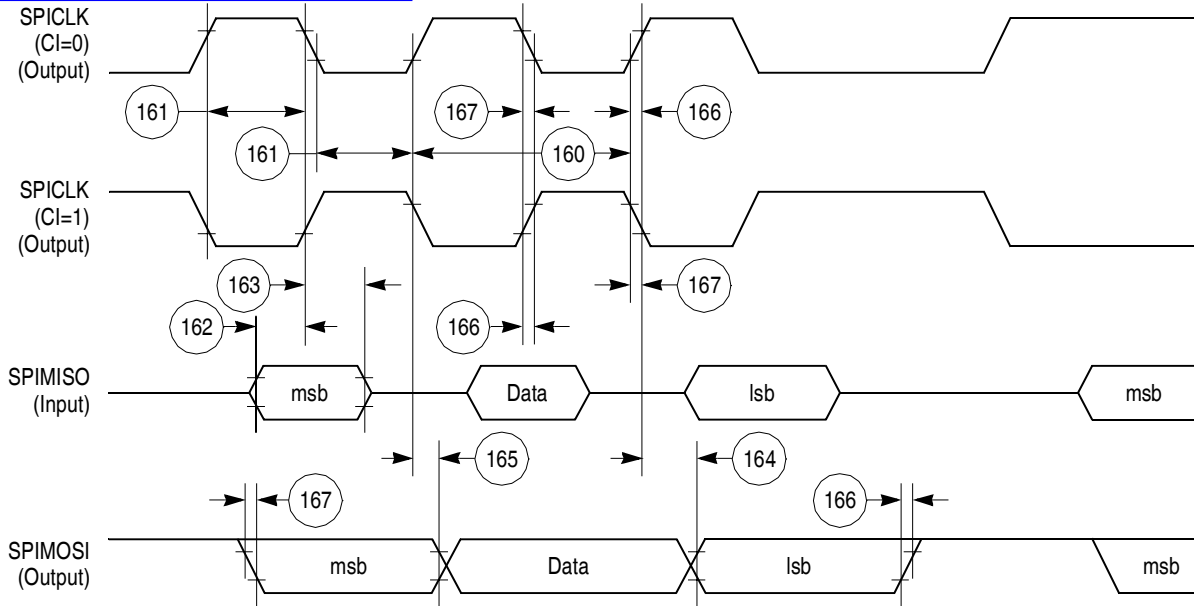 SPICLK
(CI=0)
(Output)
161
167
166
161
160
SPICLK
(CI=1)
(Output)
163
167
162
166
SPIMISO
(Input)
msb
Data
lsb
msb
165
164
167
166
SPIMOSI
(Output)
msb
Data
lsb
msb